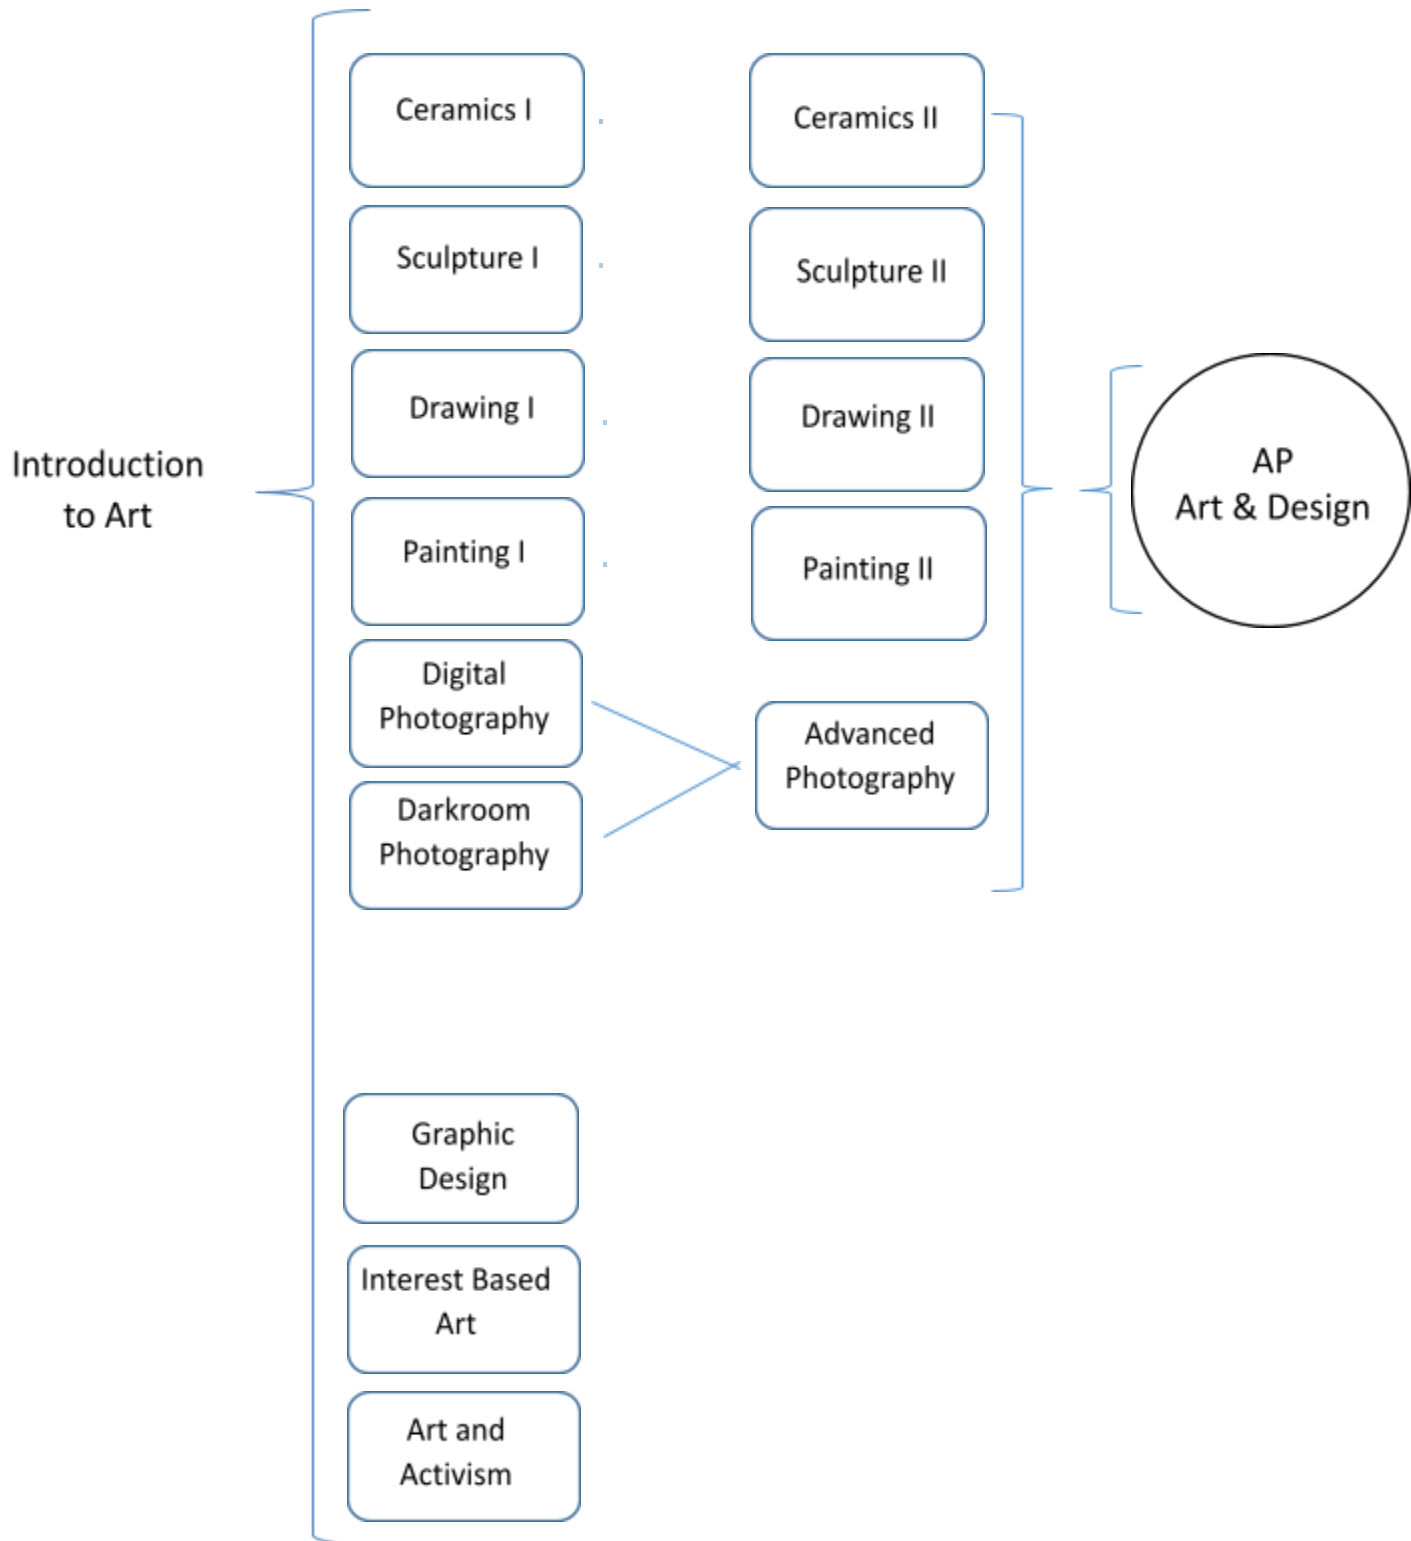 Introduction
to Art
Ceramics I
Sculpture I
Drawing I
Painting I
Digital
Photography
Darkroom
Photography
Graphic
Design
Interest Based
Art
Art and
Activism
Ceramics II
Sculpture II
Drawing II
Painting II
Advanced
Photography
AP
Art & Design